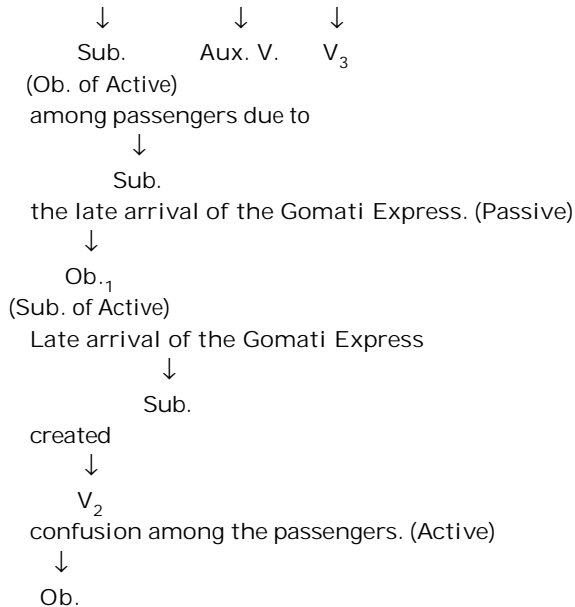 ↓ ↓ ↓
Sub. Aux. V. V₃
(Ob. of Active)
among passengers due to
↓
Sub.
the late arrival of the Gomati Express. (Passive)
↓
Ob.₁
(Sub. of Active)
Late arrival of the Gomati Express
↓
Sub.
created
↓
V₂
confusion among the passengers. (Active)
↓
Ob.